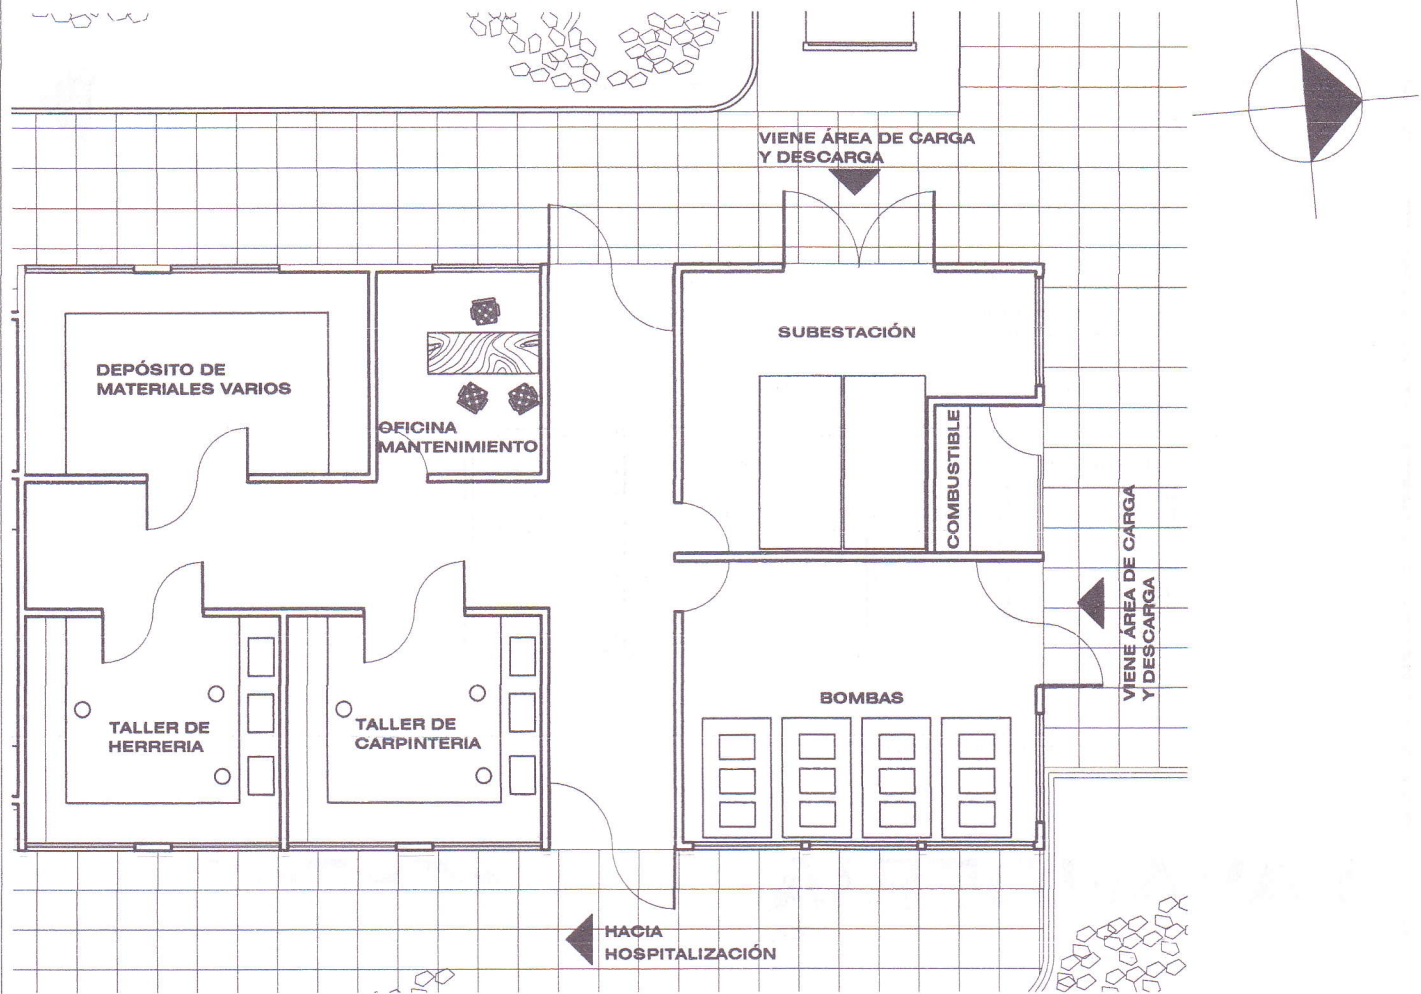 VIENE ÁREA DE CARGA
Y DESCARGA
SUBESTACIÓN
DEPÓSITO DE
MATERIALES VARIOS
OFICINA
MANTENIMIENTO
COMBUSTIBLE
VIENE ÁREA DE CARGA
Y DESCARGA
BOMBAS
TALLER DE
HERRERIA
TALLER DE
CARPINTERIA
HACIA
HOSPITALIZACIÓN